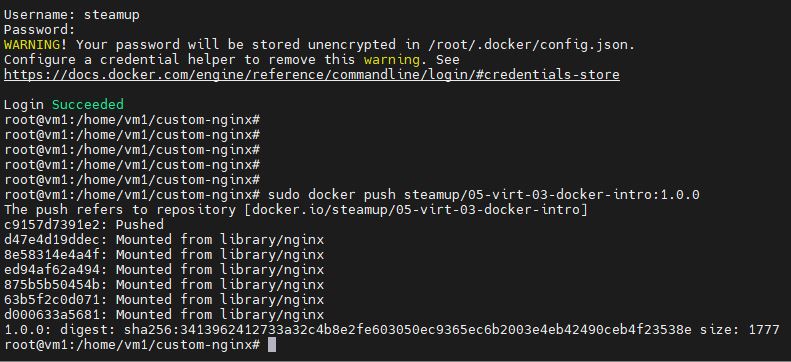 Username: steamup
Password:
WARNING! Your password will be stored unencrypted in /root/.docker/config.json.
Configure a credential helper to remove this warning. See
https://docs.docker.com/engine/reference/commandline/login/#credentials-store
Login Succeeded
root@vm1:/home/vm1/custom-nginx#
root@vm1:/home/vm1/custom-nginx#
root@vm1:/home/vm1/custom-nginx#
root@vm1:/home/vm1/custom-nginx#
root@vm1:/home/vm1/custom-nginx#
root@vm1:/home/vm1/custom-nginx# sudo docker push steamup/05-virt-03-docker-intro:1.0.0
The push refers to repository [docker.io/steamup/05-virt-03-docker-intro]
c9157d7391e2: Pushed
d47e4d19ddec: Mounted from library/nginx
8e58314e4a4f: Mounted from library/nginx
ed94af62a494: Mounted from library/nginx
875b5b50454b: Mounted from library/nginx
63b5f2c0d071: Mounted from library/nginx
d000633a5681: Mounted from library/nginx
1.0.0: digest: sha256:3413962412733a32c4b8e2fe603050ec9365ec6b2003e4eb42490ceb4f23538e size: 1777
root@vm1:/home/vm1/custom-nginx#